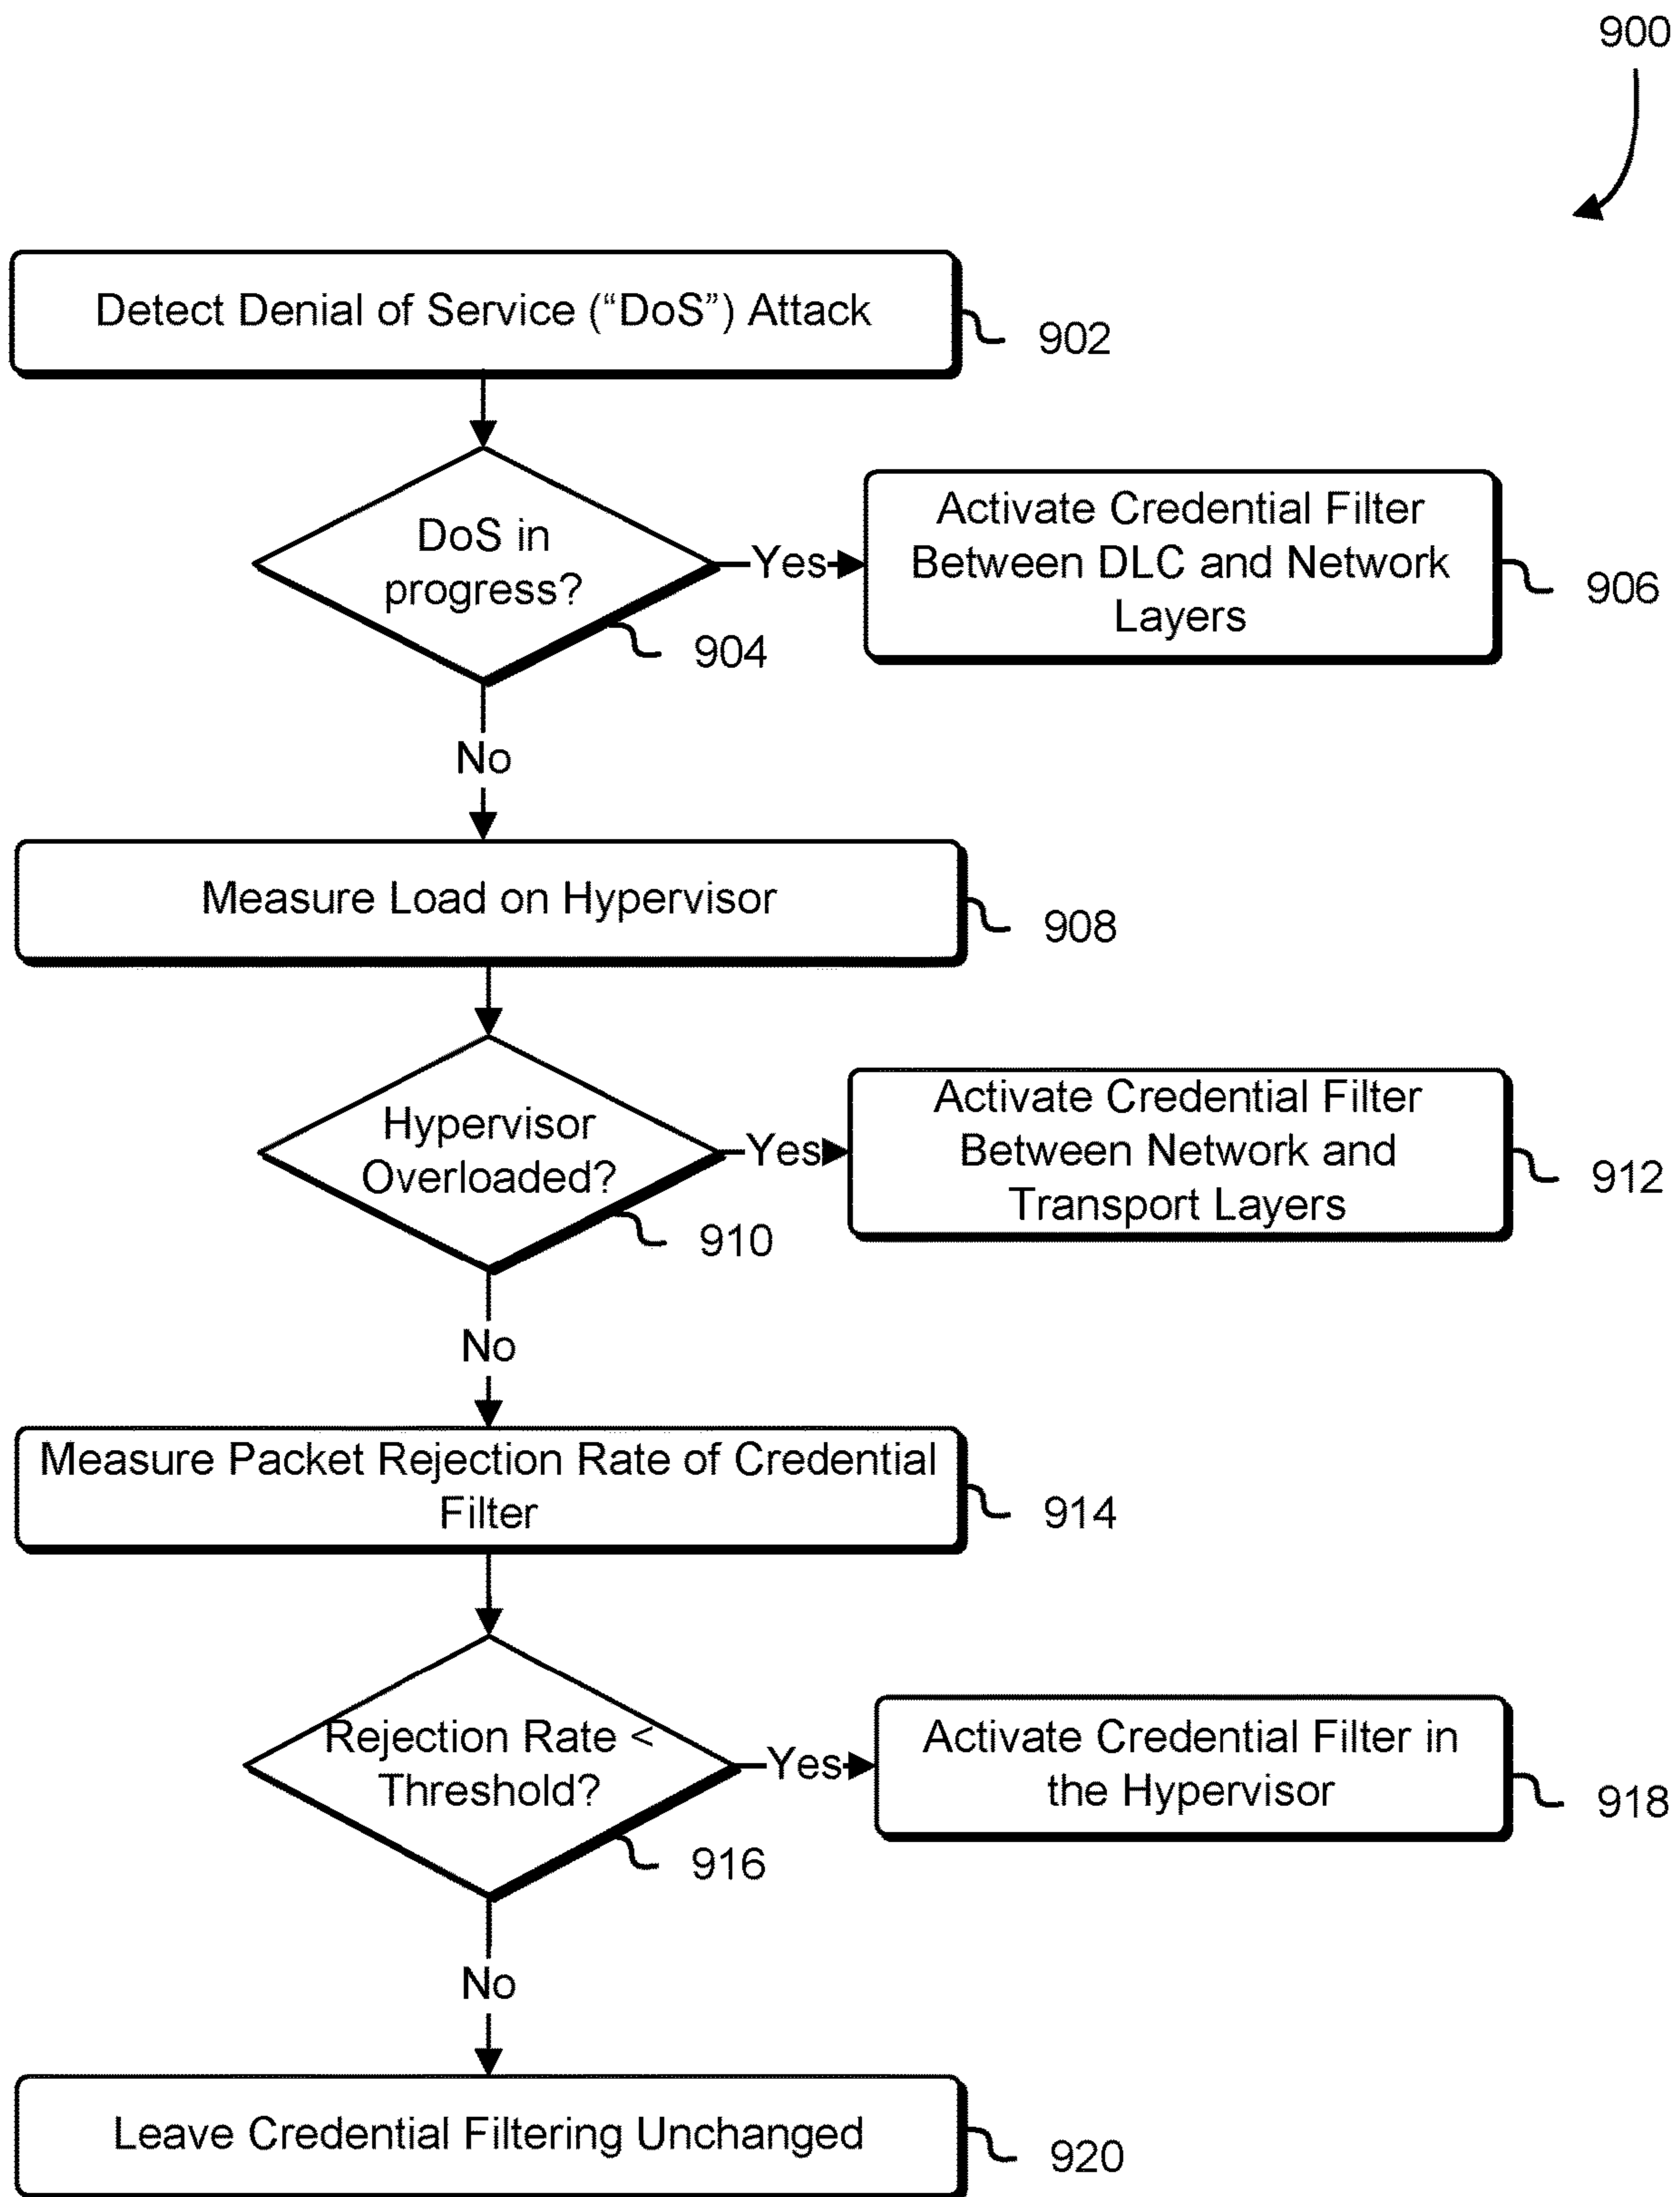 900
Detect Denial of Service (“DoS”) Attack
902
DoS in
progress?
904
Yes
Activate Credential Filter
Between DLC and Network
Layers
906
No
Measure Load on Hypervisor
908
Hypervisor
Overloaded?
910
Yes
Activate Credential Filter
Between Network and
Transport Layers
912
No
Measure Packet Rejection Rate of Credential
Filter
914
Rejection Rate <
Threshold?
916
Yes
Activate Credential Filter in
the Hypervisor
918
No
Leave Credential Filtering Unchanged
920